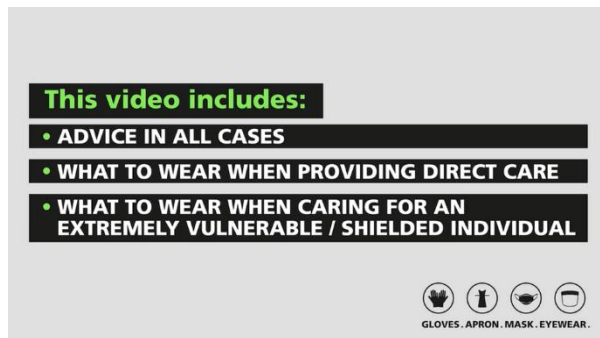 This video includes:
• ADVICE IN ALL CASES
• WHAT TO WEAR WHEN PROVIDING DIRECT CARE
• WHAT TO WEAR WHEN CARING FOR AN
EXTREMELY VULNERABLE / SHIELDED INDIVIDUAL
GLOVES. APRON. MASK. EYEWEAR.